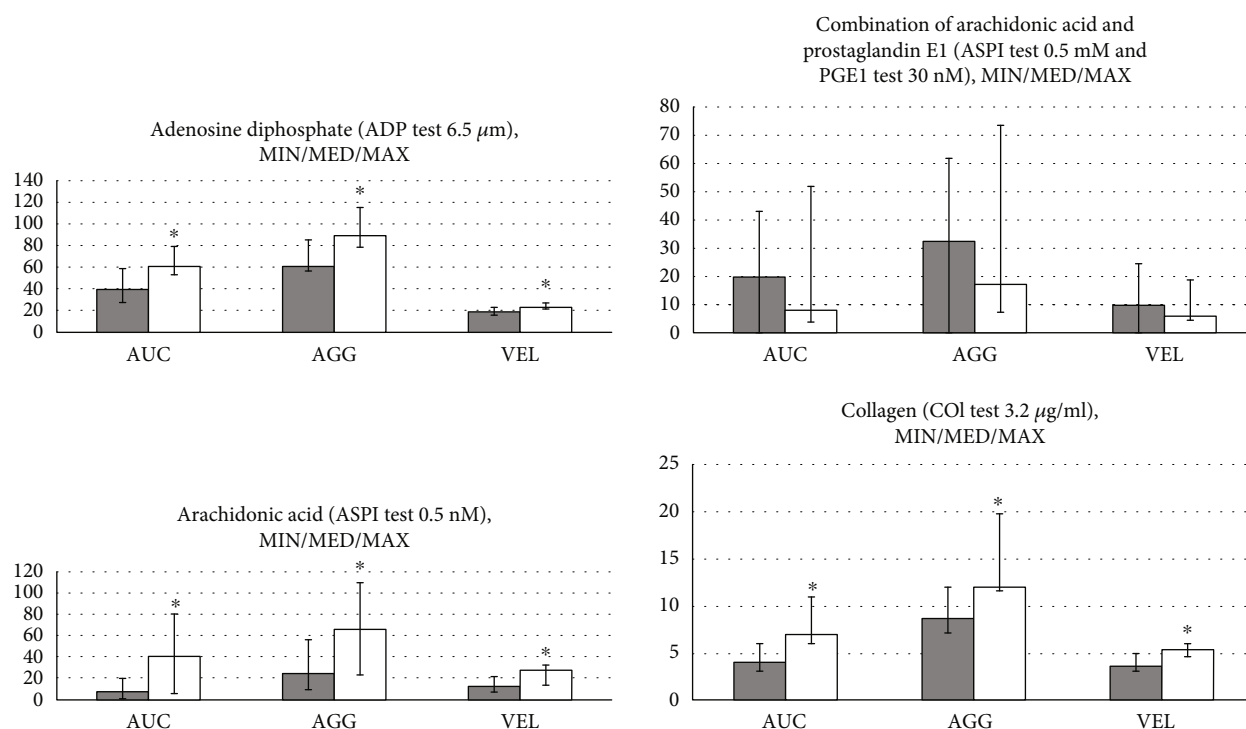 Adenosine diphosphate (ADP test 6.5 μm),
MIN/MED/MAX
140
120
100
80
60
40
20
0
*
*
*
AUC
AGG
VEL
Combination of arachidonic acid and
prostaglandin E1 (ASPI test 0.5 mM and
PGE1 test 30 nM), MIN/MED/MAX
80
70
60
50
40
30
20
10
0
AUC
AGG
VEL
Arachidonic acid (ASPI test 0.5 nM),
MIN/MED/MAX
120
100
80
60
40
20
0
*
*
*
AUC
AGG
VEL
Collagen (COl test 3.2 μg/ml),
MIN/MED/MAX
25
20
15
10
5
0
*
*
*
AUC
AGG
VEL